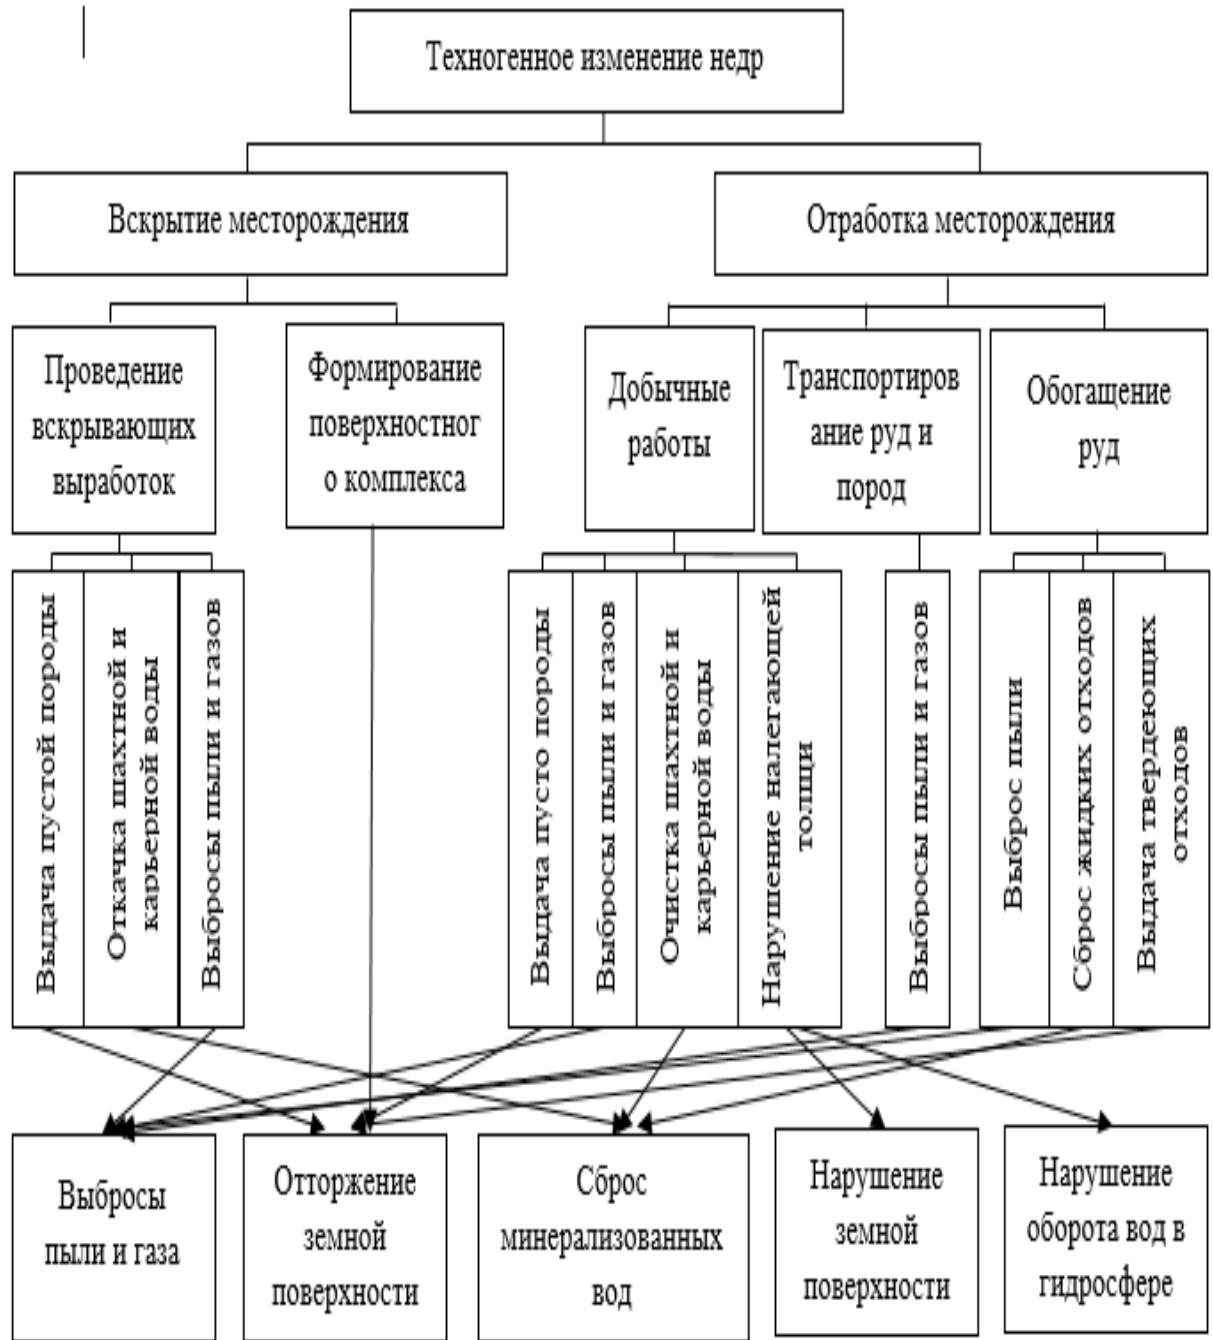 Техногенное изменение недр
Вскрытие месторождения
Отработка месторождения
Проведение
вскрывающих
выработок
Формирование
поверхностног
о комплекса
Добычные
работы
Транспортиров
ание руд и
пород
Обогащение
руд
Выдача пустой породы
Откачка шахтной и
карьерной воды
Выбросы пыли и газов
Выдача пусто породы
Выбросы пыли и газов
Очистка шахтной и
карьерной воды
Нарушение налегающей
толщи
Выбросы пыли и газов
Выброс пыли
Сброс жидких отходов
Выдача твердеющих
отходов
Выбросы
пыли и газа
Отторжение
земной
поверхности
Сброс
минерализованных
вод
Нарушение
земной
поверхности
Нарушение
оборота вод в
гидросфере